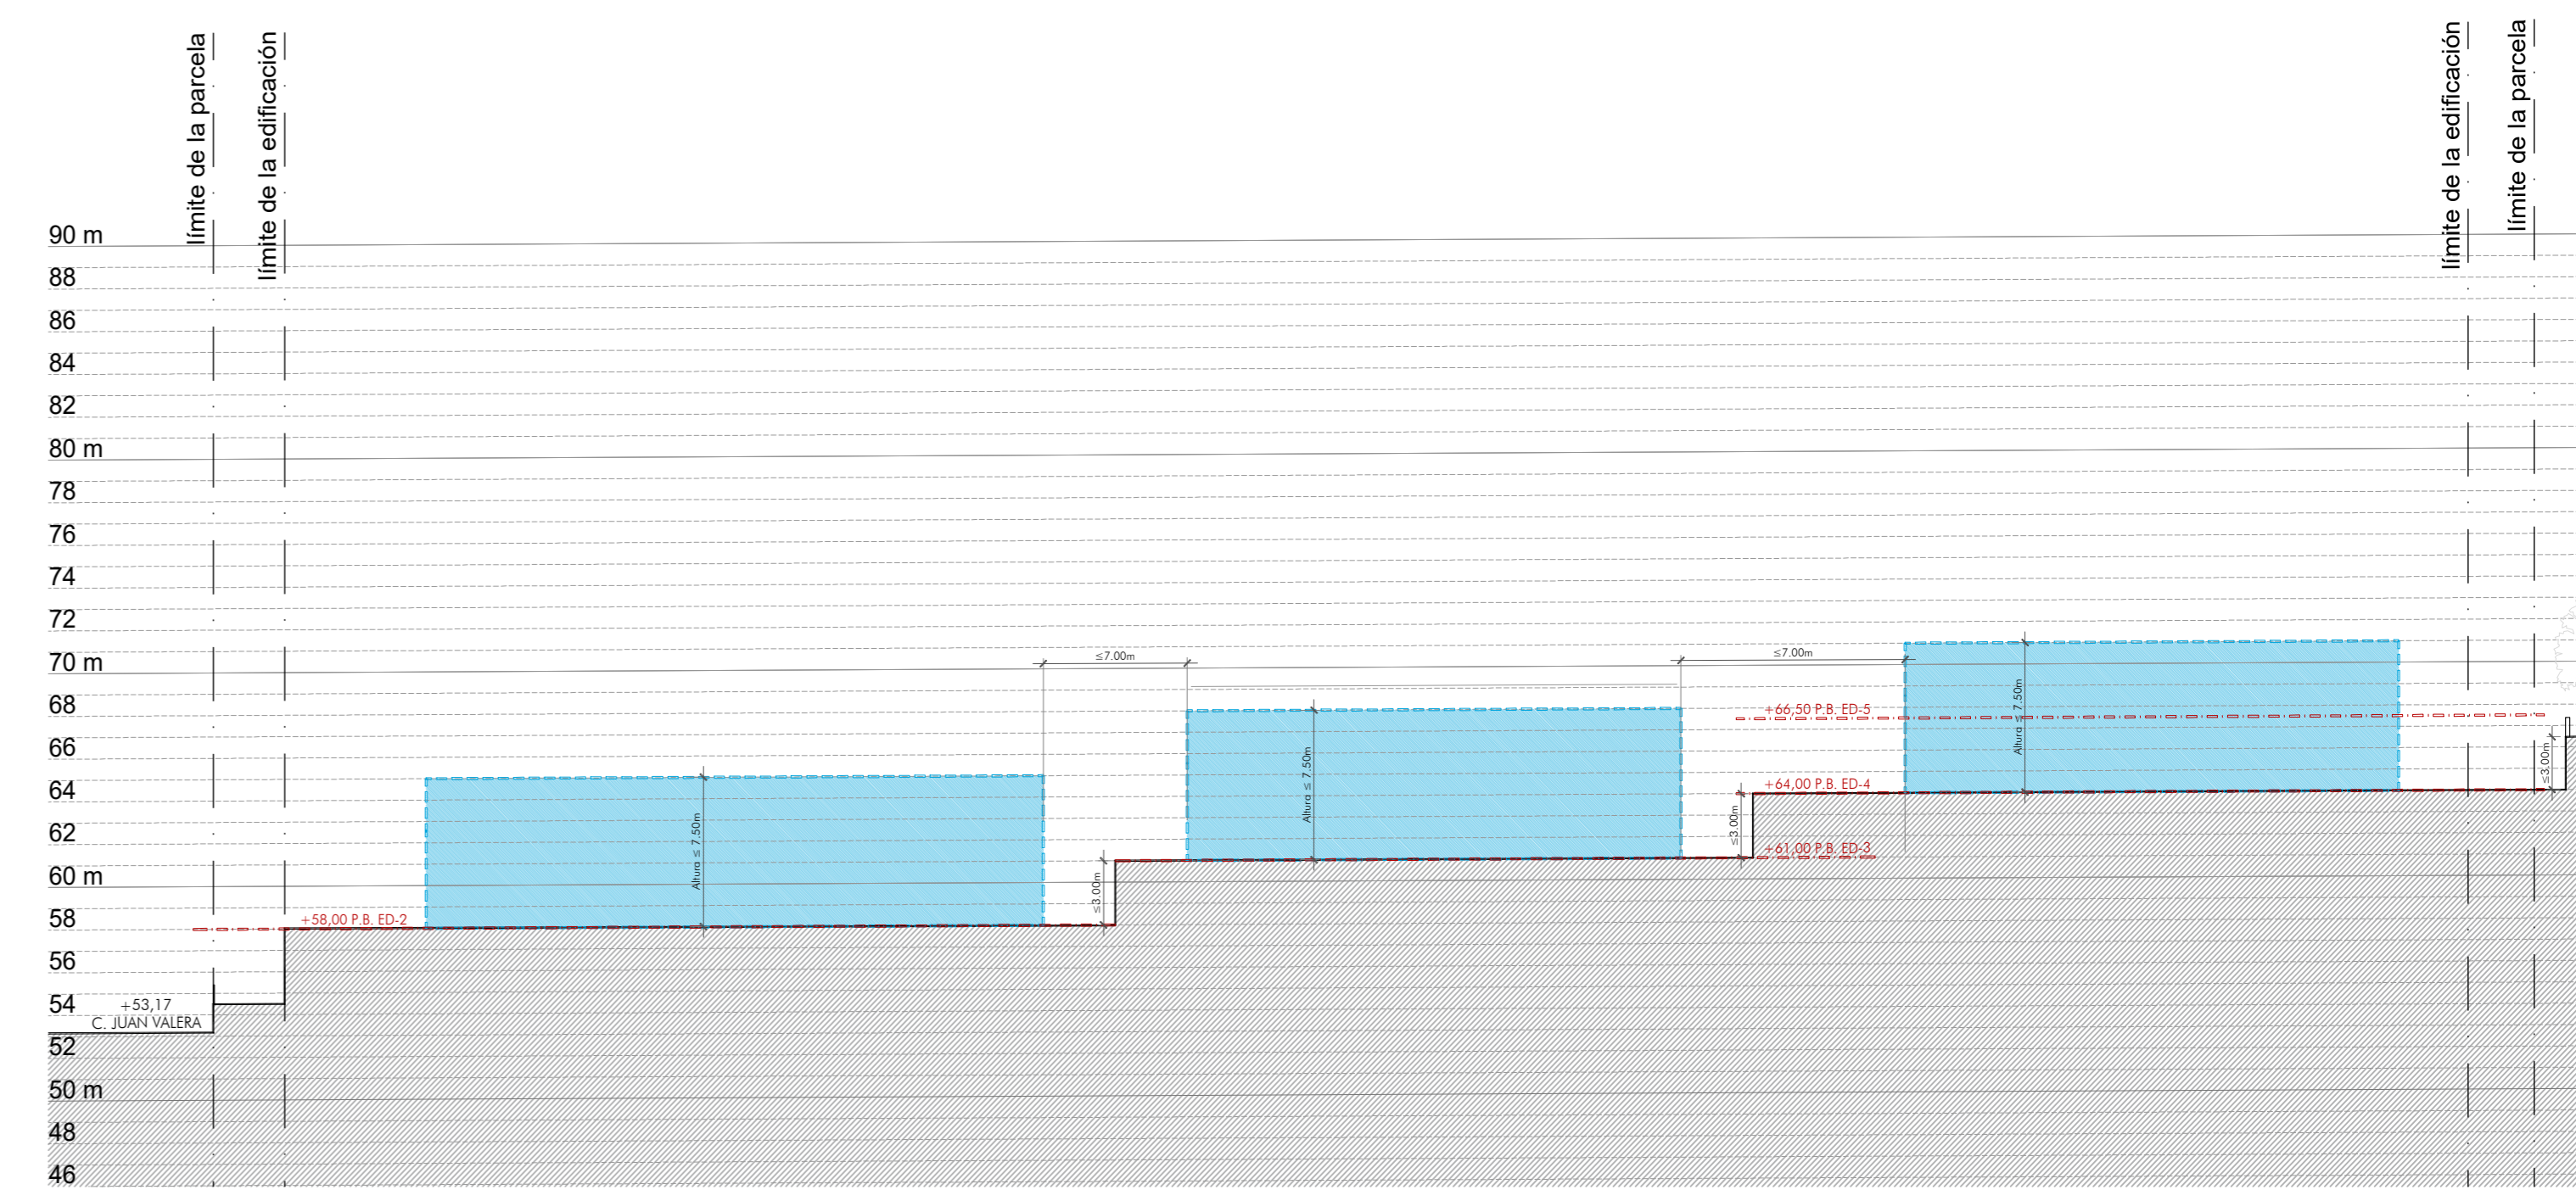 límite de la parcela
límite de la edificación
límite de la edificación
límite de la parcela
90 m
88
86
84
82
80 m
78
76
74
72
70 m
≤7.00m
≤7.00m
68
Altura ≤ 7.50m
+66,50 P.B. ED-5
66
Altura ≤ 7.50m
≤3.00m
64
+64,00 P.B. ED-4
62
Altura ≤ 7.50m
≤3.00m
+61,00 P.B. ED-3
60 m
≤3.00m
58
+58,00 P.B. ED-2
56
54
+53,17
C. JUAN VALERA
52
50 m
48
46